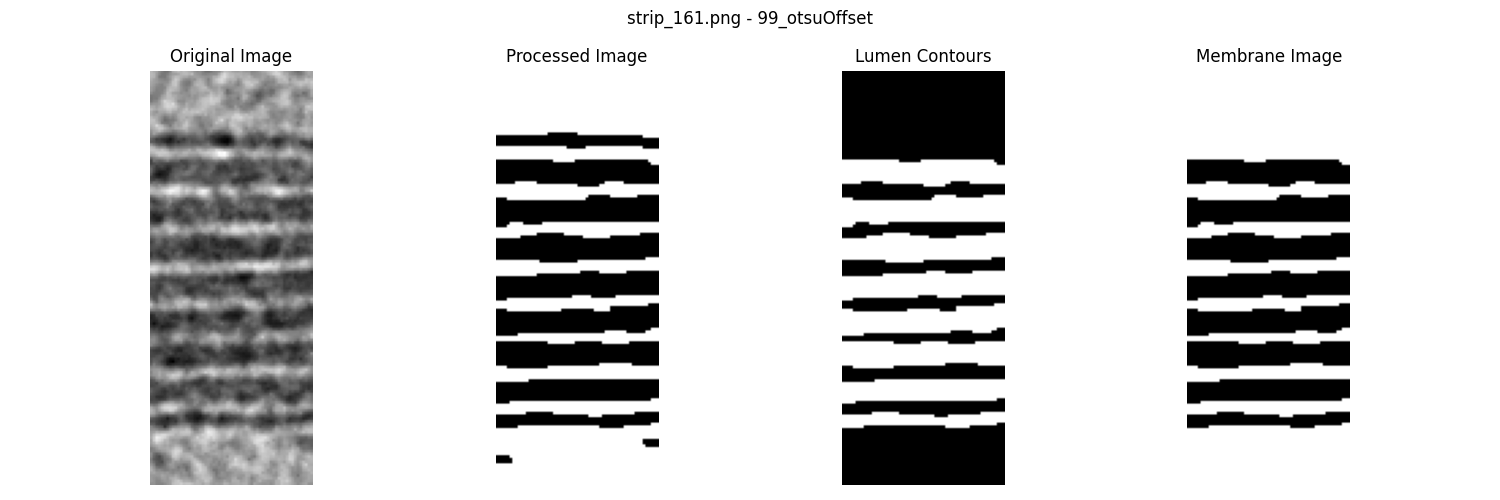 strip_161.png - 99_otsuOffset
Original Image
Processed Image
Lumen Contours
Membrane Image